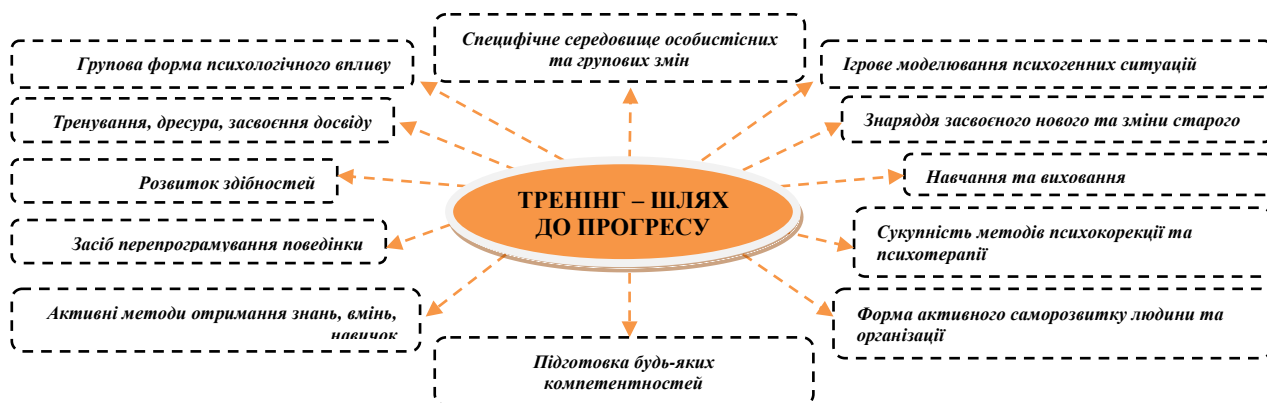 Специфічне середовище особистісних
та групових змін
Групова форма психологічного впливу
Ігрове моделювання психогенних ситуацій
Тренування, дресура, засвоєння досвіду
Знаряддя засвоєного нового та зміни старого
Розвиток здібностей
Навчання та виховання
ТРЕНІНГ – ШЛЯХ
ДО ПРОГРЕСУ
Засіб перепрограмування поведінки
Сукупність методів психокорекції та
психотерапії
Активні методи отримання знань, вмінь,
навичок
Форма активного саморозвитку людини та
організації
Підготовка будь-яких
компетентностей